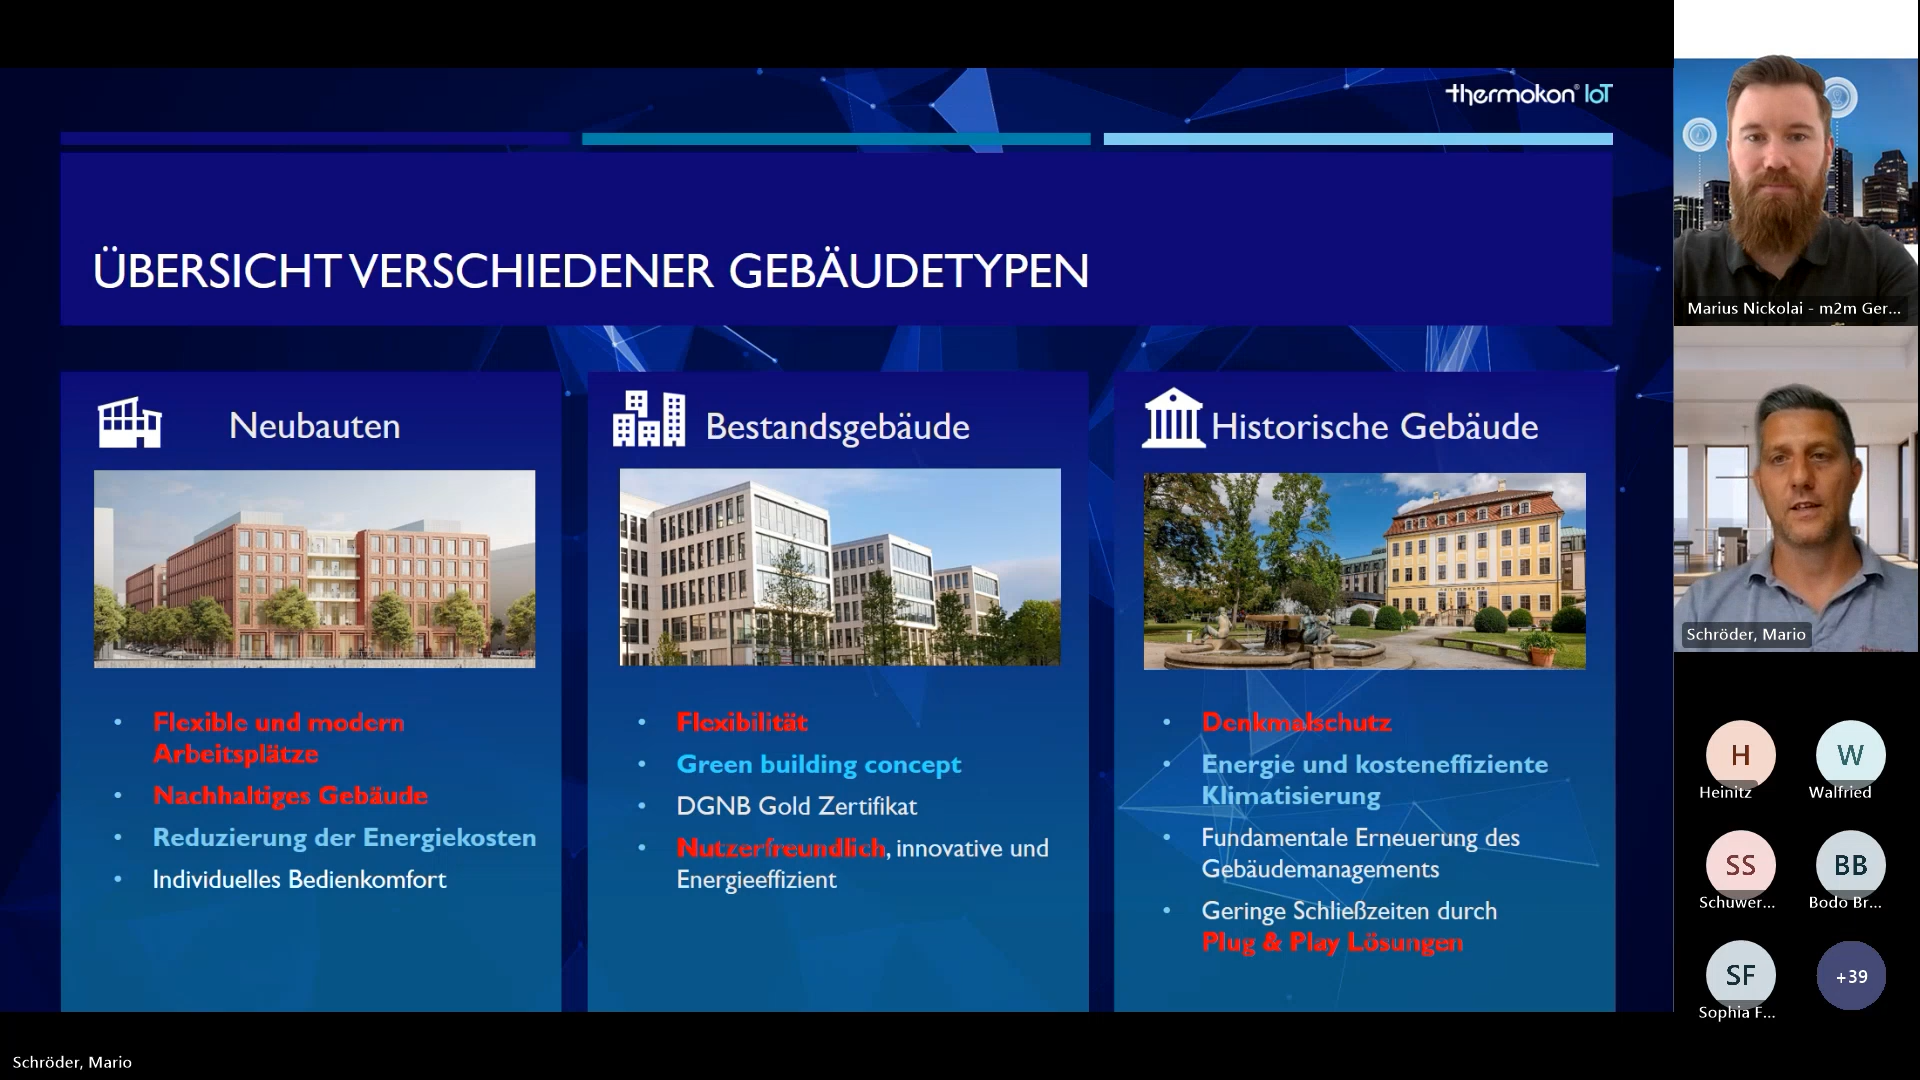 thermokon® IoT
ÜBERSICHT VERSCHIEDENER GEBÄUDETYPEN
Neubauten
• Flexible und modern
Arbeitsplätze
• Nachhaltiges Gebäude
• Reduzierung der Energiekosten
• Individuelles Bedienkomfort
Bestandsgebäude
• Flexibilität
• Green building concept
• DGNB Gold Zertifikat
• Nutzerfreundlich, innovative und
Energieeffizient
Historische Gebäude
• Denkmalschutz
• Energie und kosteneffiziente
Klimatisierung
• Fundamentale Erneuerung des
Gebäudemanagements
• Geringe Schließzeiten durch
Plug & Play Lösungen
Marius Nickolai - m2m Ger...
Schröder, Mario
H
Heinitz
W
Walfried
SS
Schuwer...
BB
Bodo Br...
SF
Sophia F...
+39
Schröder, Mario